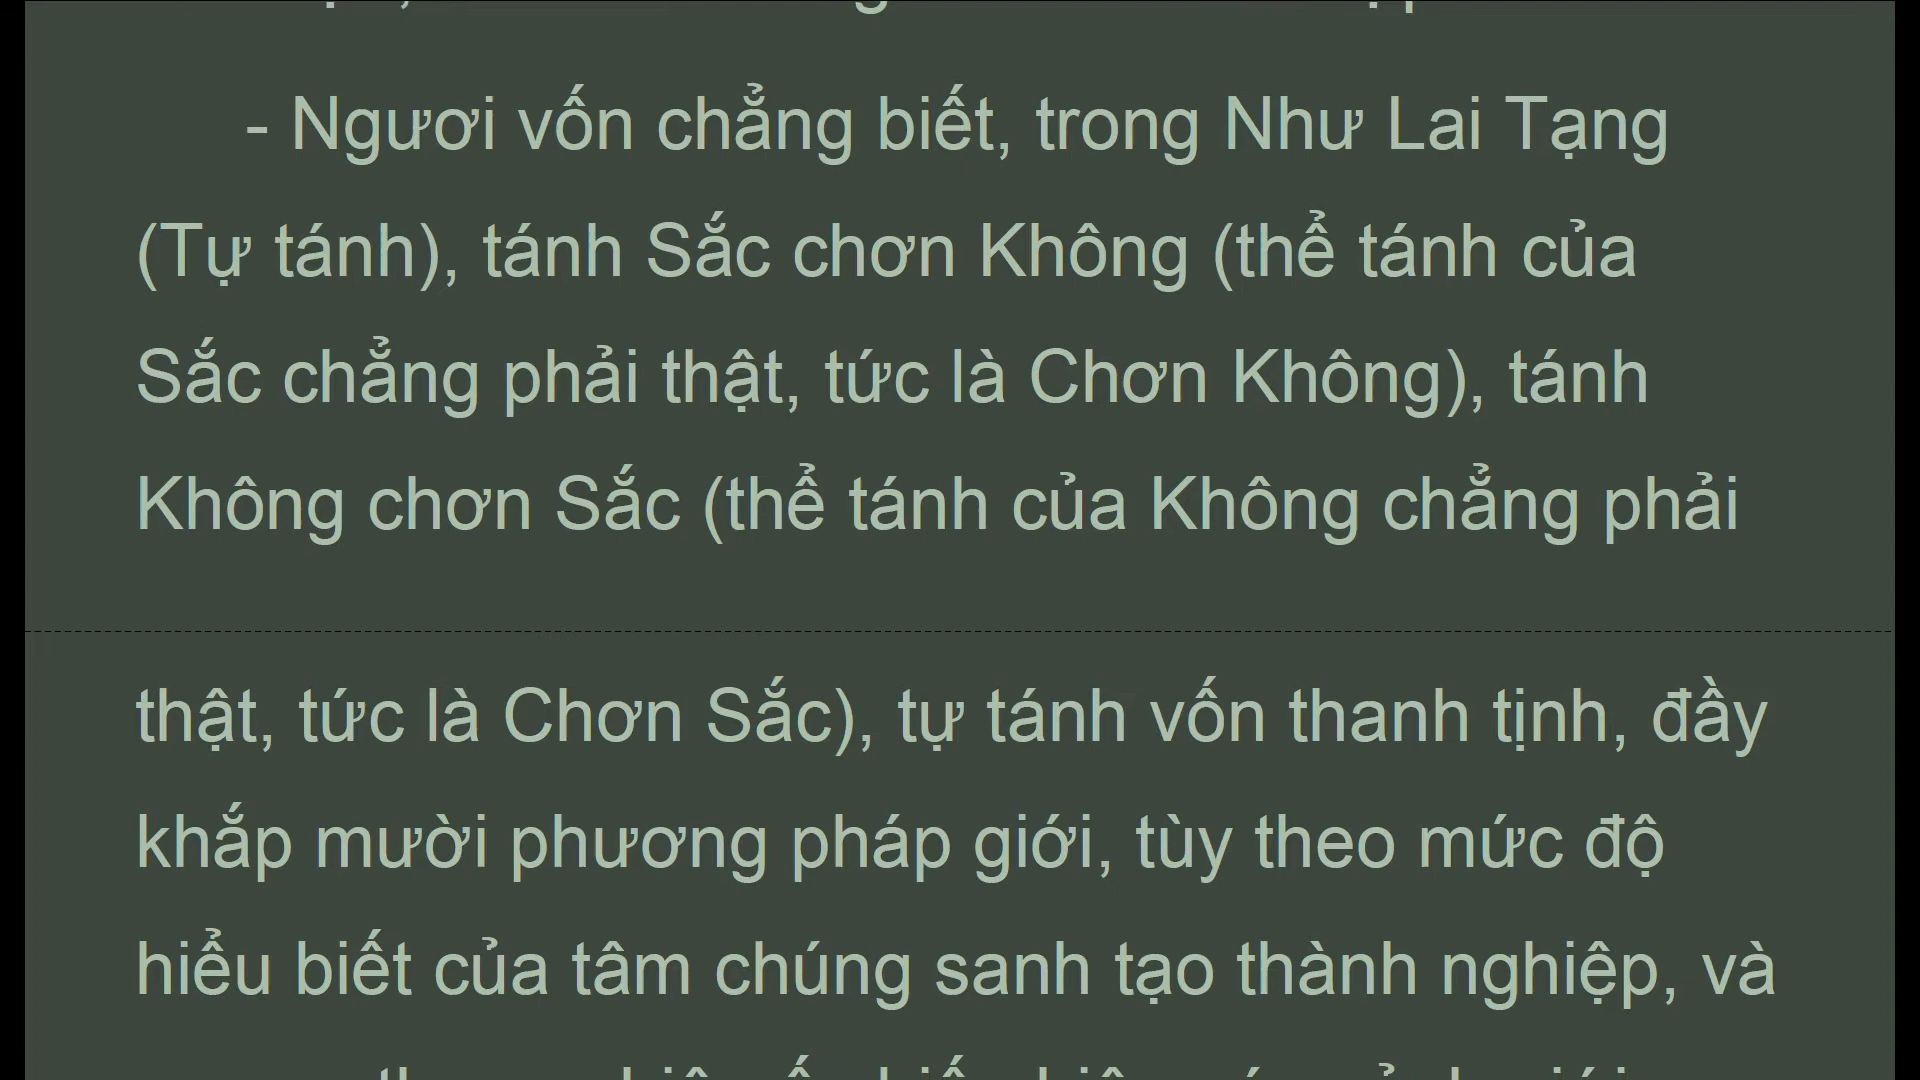 - Ngươi vốn chẳng biết, trong Như Lai Tạng
(Tự tánh), tánh Sắc chơn Không (thể tánh của
Sắc chẳng phải thật, tức là Chơn Không), tánh
Không chơn Sắc (thể tánh của Không chẳng phải
thật, tức là Chơn Sắc), tự tánh vốn thanh tịnh, đầy
khắp mười phương pháp giới, tùy theo mức độ
hiểu biết của tâm chúng sanh tạo thành nghiệp, và